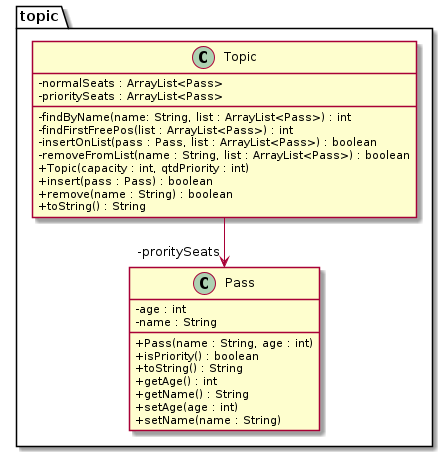 topic
C Topic
-normalSeats : ArrayList<Pass>
-prioritySeats : ArrayList<Pass>
-findByName(name: String, list : ArrayList<Pass>) : int
-findFirstFreePos(list : ArrayList<Pass>) : int
-insertOnList(pass : Pass, list : ArrayList<Pass>) : boolean
-removeFromList(name : String, list : ArrayList<Pass>) : boolean
+Topic(capacity : int, qtdPriority : int)
+insert(pass : Pass) : boolean
+remove(name : String) : boolean
+toString() : String
-proritySeats
C Pass
-age : int
-name : String
+Pass(name : String, age : int)
+isPriority() : boolean
+toString() : String
+getAge() : int
+getName() : String
+setAge(age : int)
+setName(name : String)